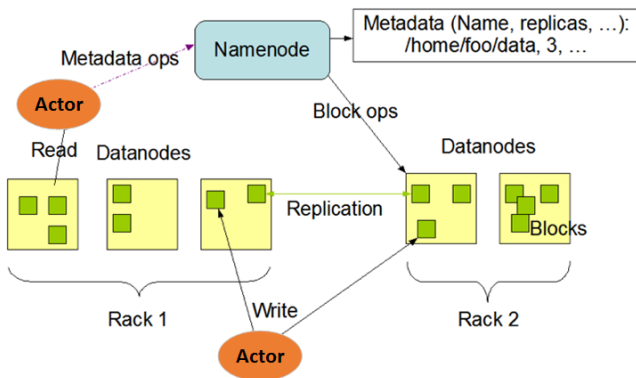 Metadata (Name, replicas, …):
/home/foo/data, 3, …
Namenode
Metadata ops
Actor
Block ops
Read
Datanodes
Datanodes
Replication
Blocks
Write
Rack 1
Rack 2
Actor